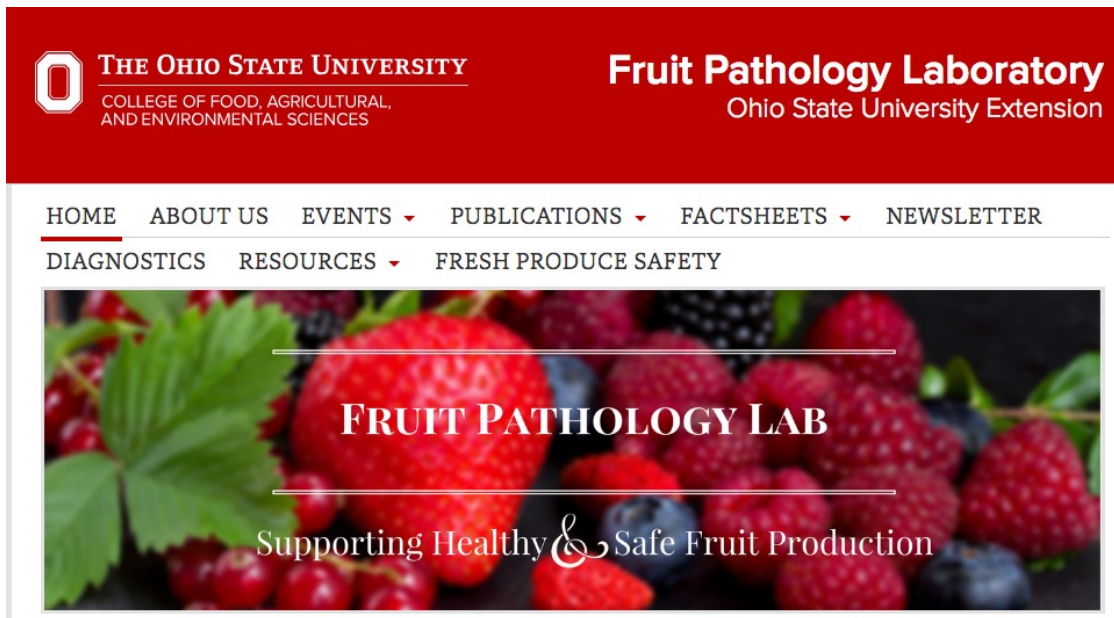 THE OHIO STATE UNIVERSITY
COLLEGE OF FOOD, AGRICULTURAL,
AND ENVIRONMENTAL SCIENCES
Fruit Pathology Laboratory
Ohio State University Extension
HOME ABOUT US EVENTS PUBLICATIONS FACTSHEETS NEWSLETTER
DIAGNOSTICS RESOURCES FRESH PRODUCE SAFETY
FRUIT PATHOLOGY LAB
Supporting Healthy & Safe Fruit Production